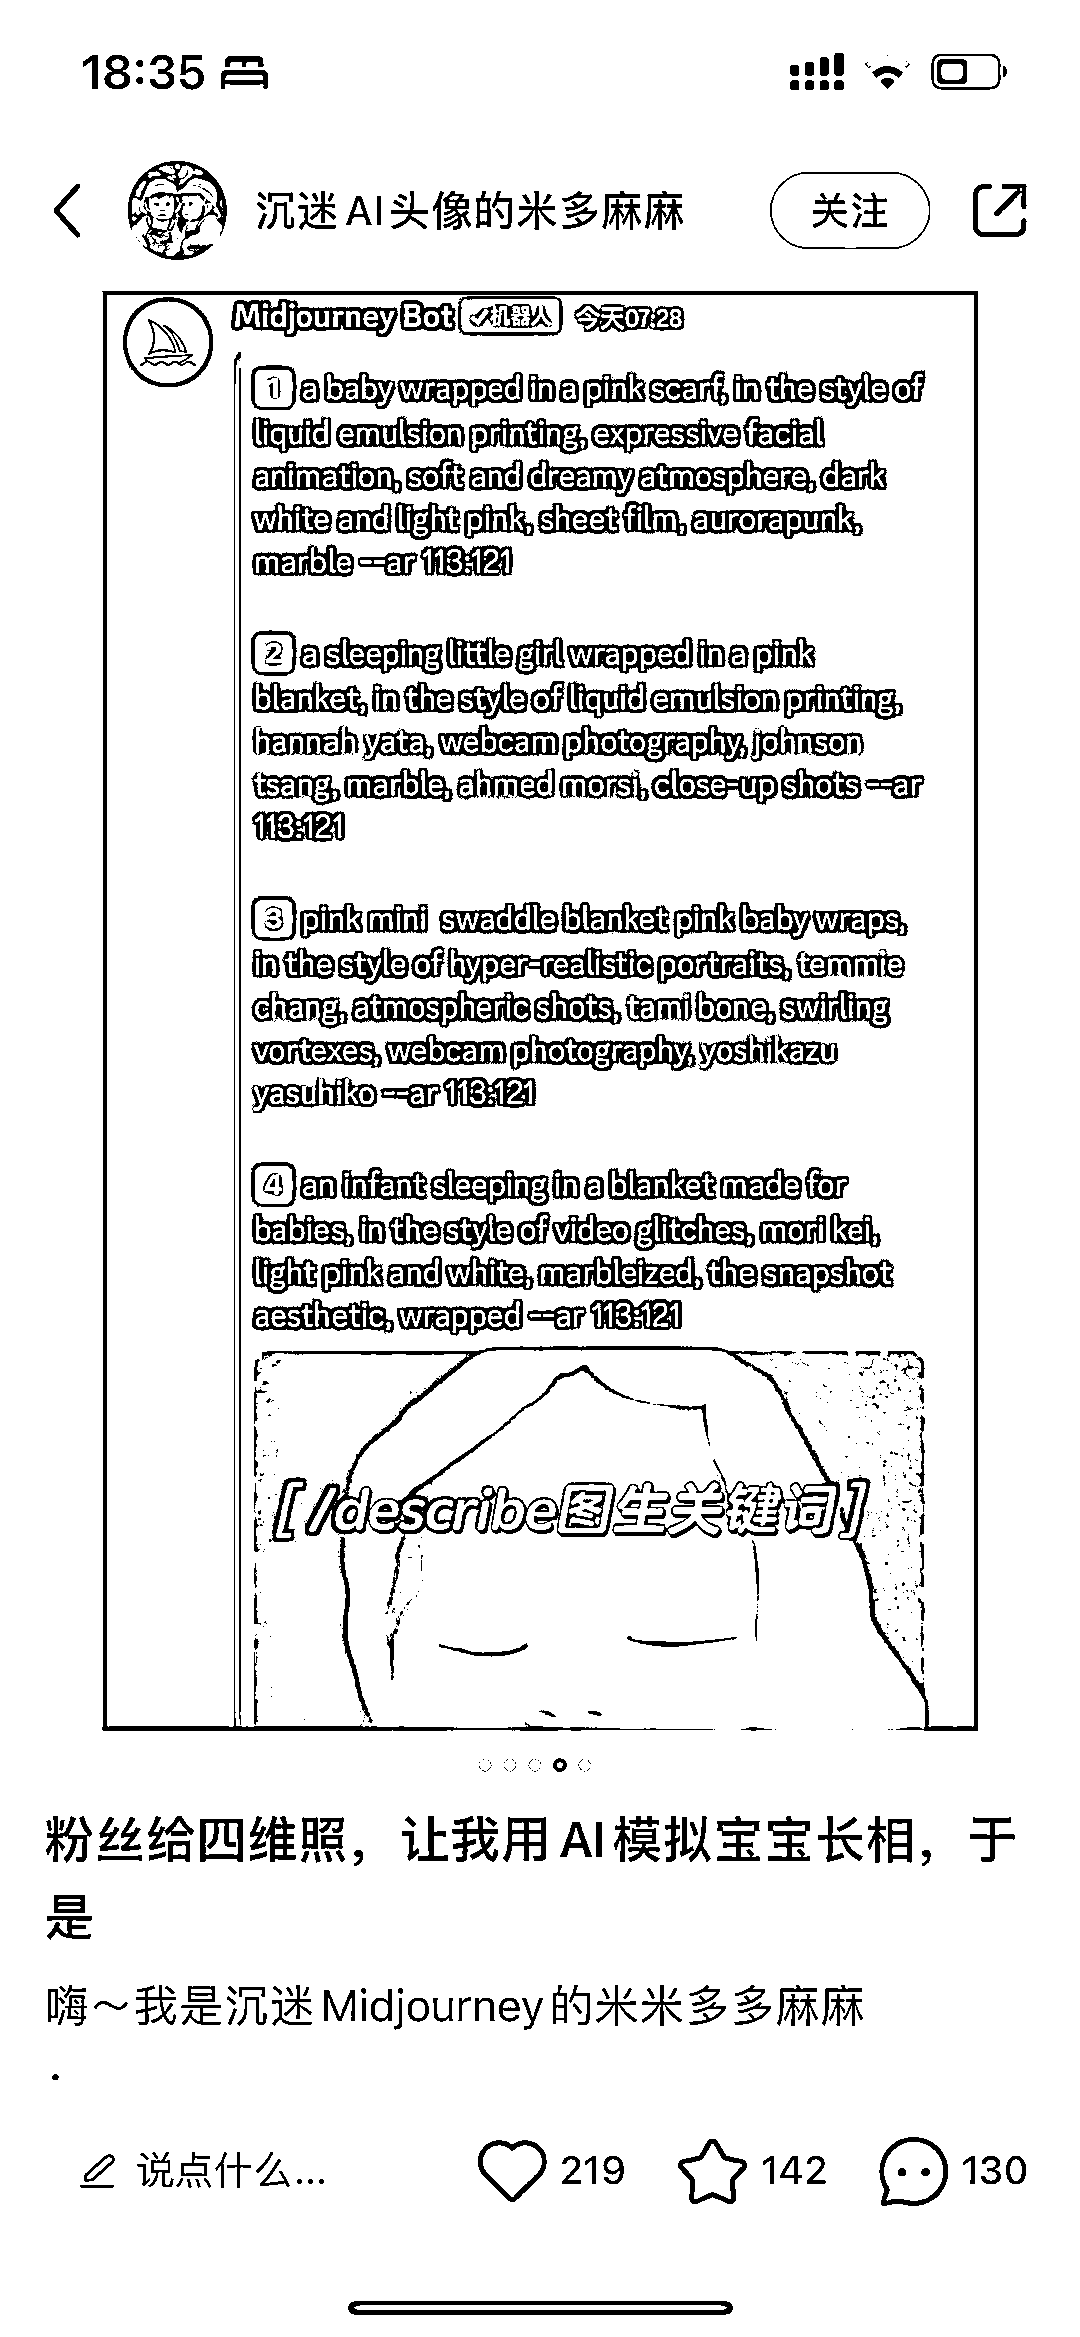 18:35
沉迷AI头像的米多麻麻
关注
Midjourney Bot ✓机器人 今天07:28
1 a baby wrapped in a pink scarf, in the style of
liquid emulsion printing, expressive facial
animation, soft and dreamy atmosphere, dark
white and light pink, sheet film, aurorapunk,
marble --ar 113:121
2 a sleeping little girl wrapped in a pink
blanket, in the style of liquid emulsion printing,
hannah yata, webcam photography, johnson
tsang, marble, ahmed morsi, close-up shots --ar
113:121
3 pink mini swaddle blanket pink baby wraps,
in the style of hyper-realistic portraits, temmie
chang, atmospheric shots, tami bone, swirling
vortexes, webcam photography, yoshikazu
yasuhiko --ar 113:121
4 an infant sleeping in a blanket made for
babies, in the style of video glitches, mori kei,
light pink and white, marbleized, the snapshot
aesthetic, wrapped --ar 113:121
[/describe图生关键词]
粉丝给四维照，让我用AI模拟宝宝长相，于
是
嗨～我是沉迷Midjourney的米米多多麻麻
.
说点什么...
219
142
130